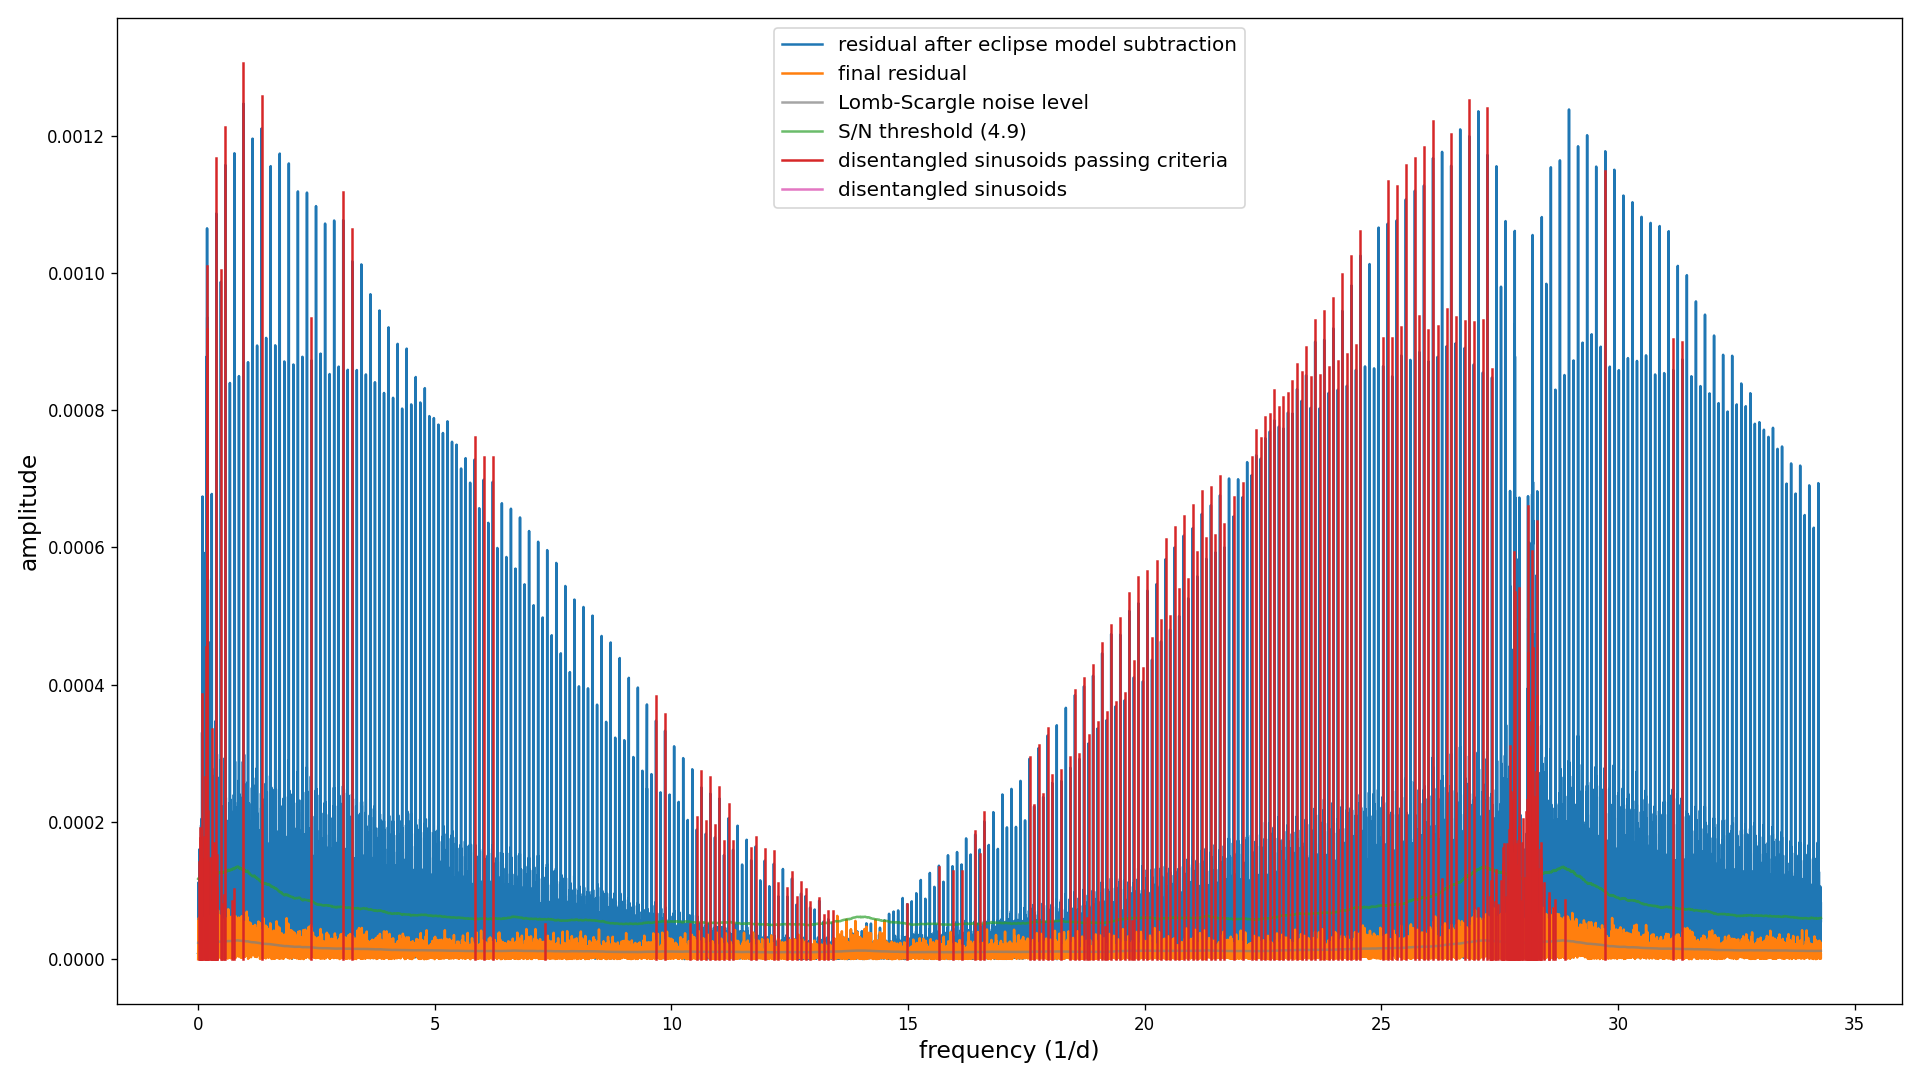 residual after eclipse model subtraction
final residual
Lomb-Scargle noise level
S/N threshold (4.9)
disentangled sinusoids passing criteria
disentangled sinusoids
amplitude
0.0012
0.0010
0.0008
0.0006
0.0004
0.0002
0.0000
0 5 10 15 20 25 30 35
frequency (1/d)